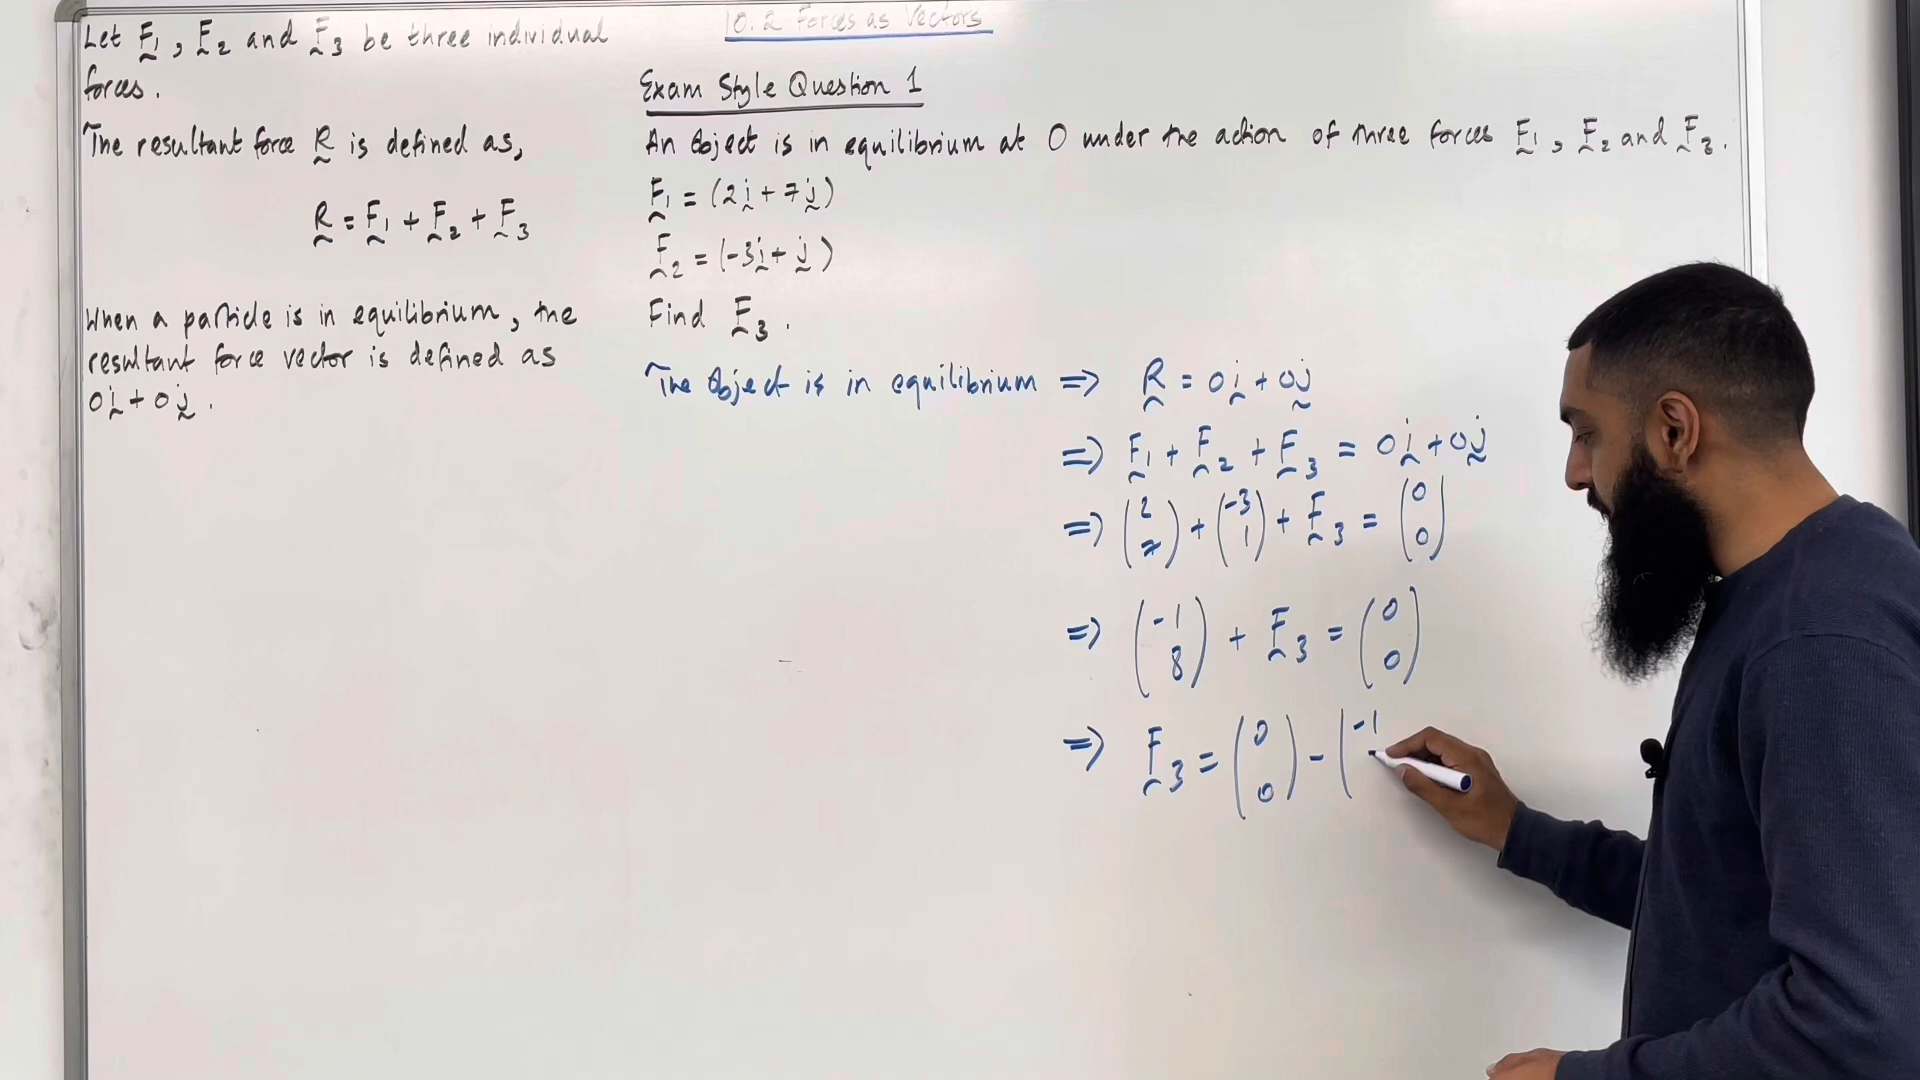 10.2 Forces as Vectors
Let F1, F2 and F3 be three individual
forces.
The resultant force R is defined as,
R = F1 + F2 + F3
When a particle is in equilibrium, the
resultant force vector is defined as
0i + 0j.
Exam Style Question 1
An object is in equilibrium at O under the action of three forces F1, F2 and F3.
F1 = (2i + 7j)
F2 = (-3i + j)
Find F3.
The object is in equilibrium => R = 0i + 0j
=> F1 + F2 + F3 = 0i + 0j
=> (2 7) + (-3 1) + F3 = (0 0)
=> (-1 8) + F3 = (0 0)
=> F3 = (0 0) - (-1